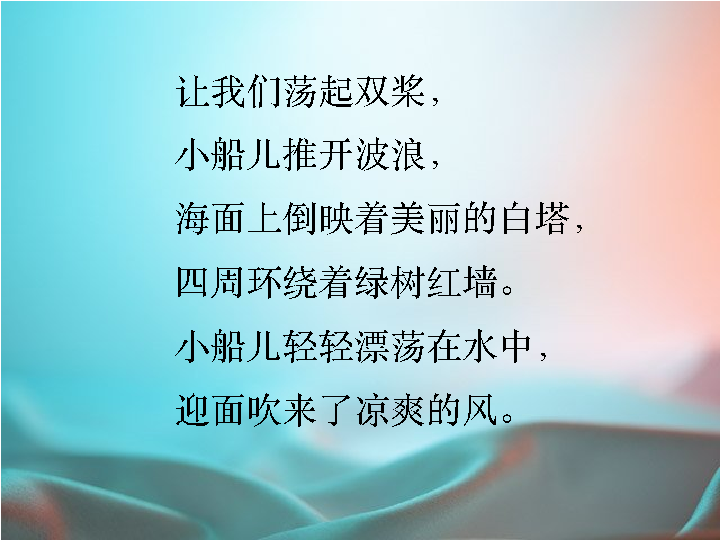 让我们荡起双桨，
小船儿推开波浪，
海面上倒映着美丽的白塔，
四周环绕着绿树红墙。
小船儿轻轻漂荡在水中，
迎面吹来了凉爽的风。